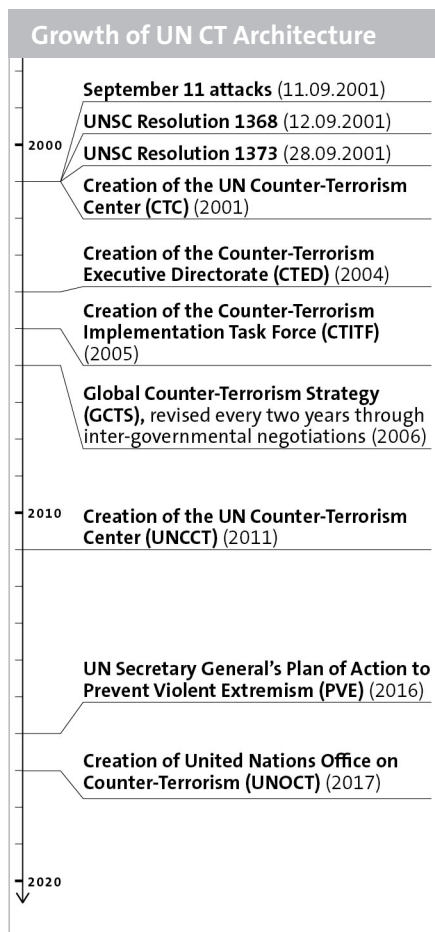 Growth of UN CT Architecture
September 11 attacks (11.09.2001)
UNSC Resolution 1368 (12.09.2001)
2000
UNSC Resolution 1373 (28.09.2001)
Creation of the UN Counter-Terrorism
Center (CTC) (2001)
Creation of the Counter-Terrorism
Executive Directorate (CTED) (2004)
Creation of the Counter-Terrorism
Implementation Task Force (CTITF)
(2005)
Global Counter-Terrorism Strategy
(GCTS), revised every two years through
inter-governmental negotiations (2006)
2010
Creation of the UN Counter-Terrorism
Center (UNCCT) (2011)
UN Secretary General’s Plan of Action to
Prevent Violent Extremism (PVE) (2016)
Creation of United Nations Office on
Counter-Terrorism (UNOCT) (2017)
2020